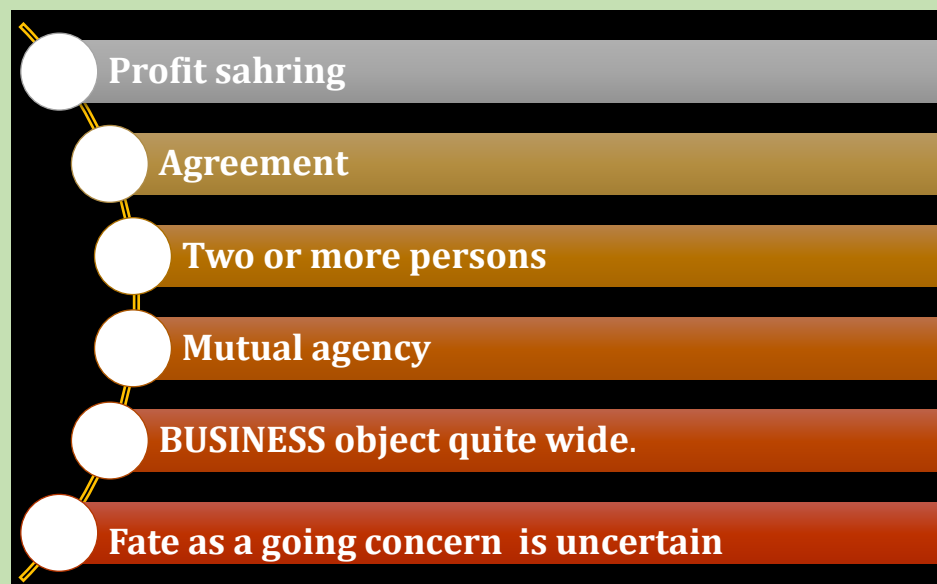 Profit sahring
Agreement
Two or more persons
Mutual agency
BUSINESS object quite wide.
Fate as a going concern  is uncertain